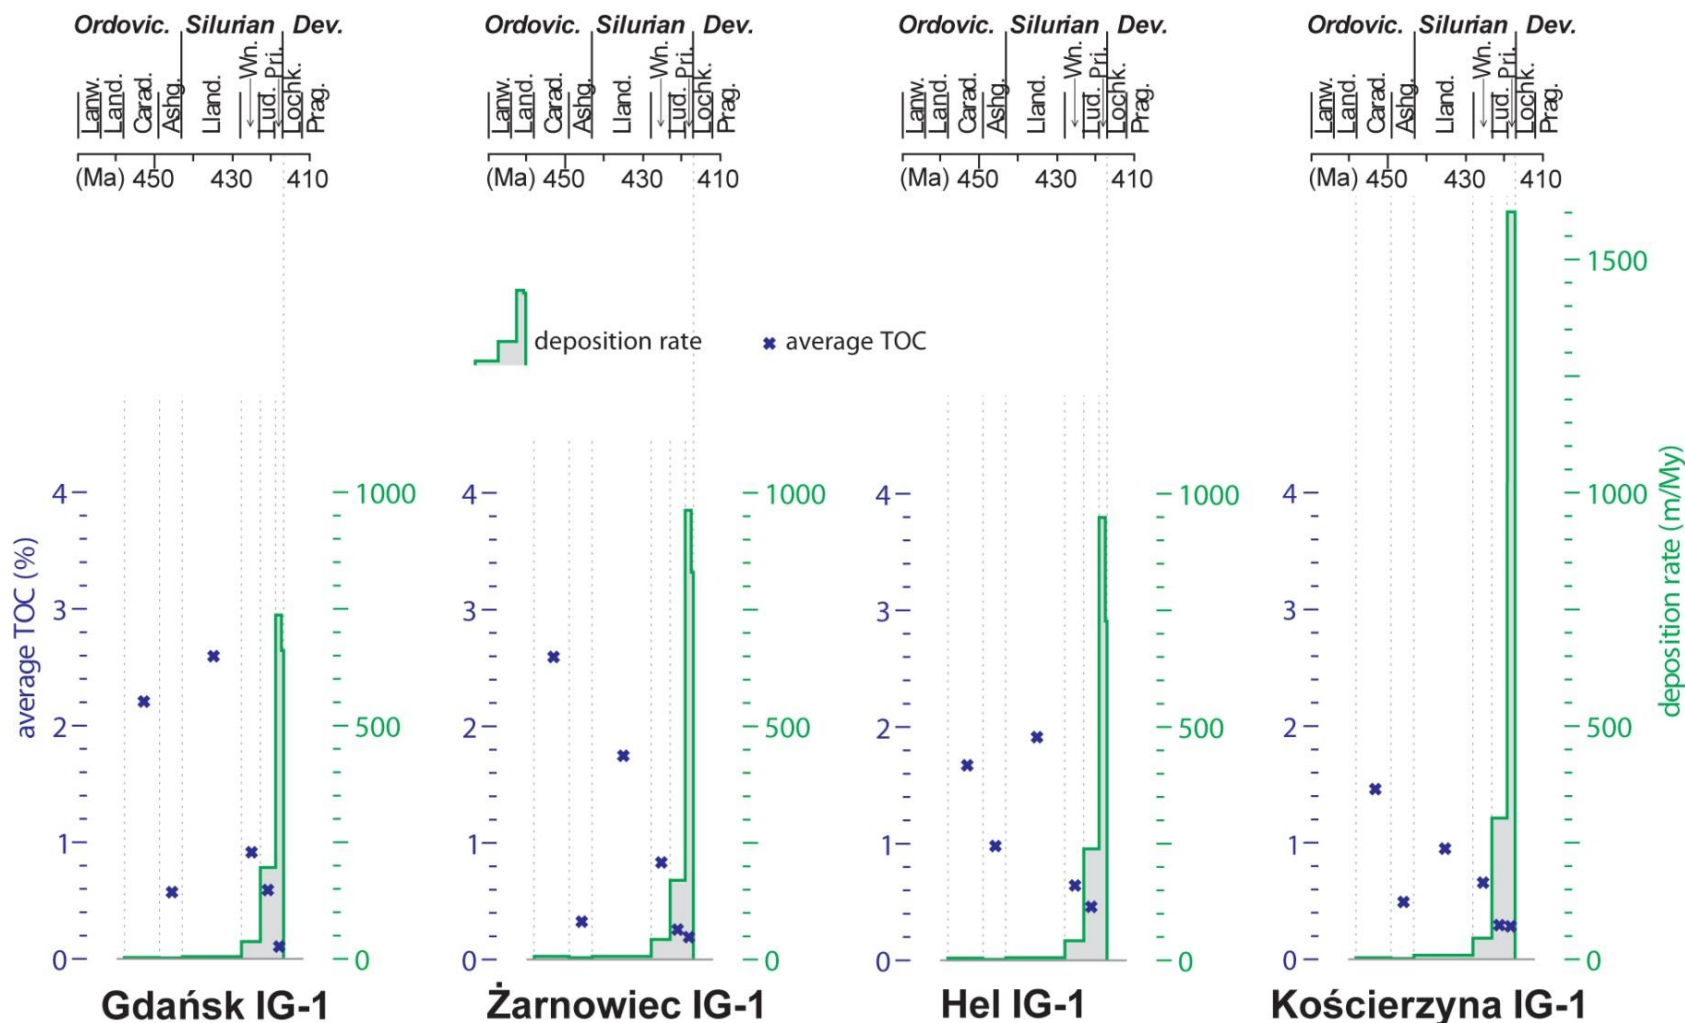 Ordovic. Silurian Dev.
Lanw. Land. Carad. Ashg. Lland. Wn. Lud. Pri. Lochk. Prag.
(Ma) 450 430 410
Ordovic. Silurian Dev.
Lanw. Land. Carad. Ashg. Lland. Wn. Lud. Pri. Lochk. Prag.
(Ma) 450 430 410
Ordovic. Silurian Dev.
Lanw. Land. Carad. Ashg. Lland. Wn. Lud. Pri. Lochk. Prag.
(Ma) 450 430 410
Ordovic. Silurian Dev.
Lanw. Land. Carad. Ashg. Lland. Wn. Lud. Pri. Lochk. Prag.
(Ma) 450 430 410
deposition rate
average TOC
average TOC (%)
4
3
2
1
0
1000
500
0
Gdańsk IG-1
4
3
2
1
0
1000
500
0
Żarnowiec IG-1
4
3
2
1
0
1000
500
0
Hel IG-1
4
3
2
1
0
1500
1000
500
0
deposition rate (m/My)
Kościerzyna IG-1